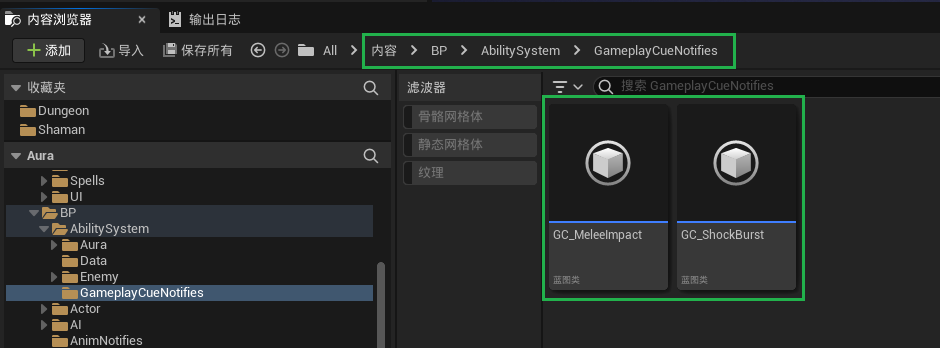 内容浏览器
输出日志
添加
导入
保存所有
All
内容
BP
AbilitySystem
GameplayCueNotifies
收藏夹
Dungeon
Shaman
Aura
Spells
UI
BP
AbilitySystem
Aura
Data
Enemy
GameplayCueNotifies
Actor
AI
AnimNotifies
滤波器
骨骼网格体
静态网格体
纹理
搜索 GameplayCueNotifies
GC_MeleeImpact
蓝图类
GC_ShockBurst
蓝图类